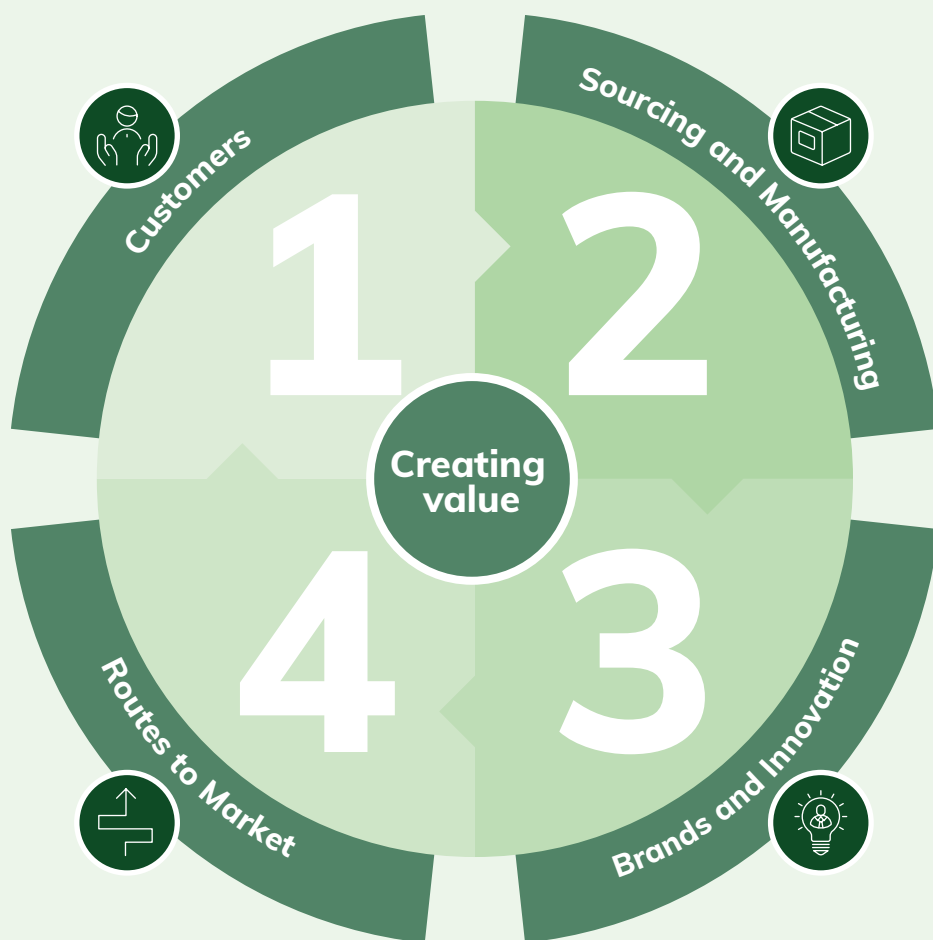 Customers
1
Sourcing and Manufacturing
2
Creating
value
4
Routes to Market
3
Brands and Innovation